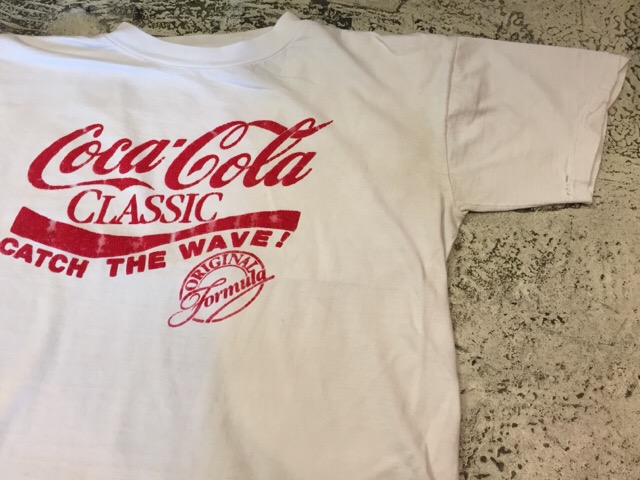 Coca-Cola
CLASSIC
CATCH THE WAVE!
ORIGINAL
Formula